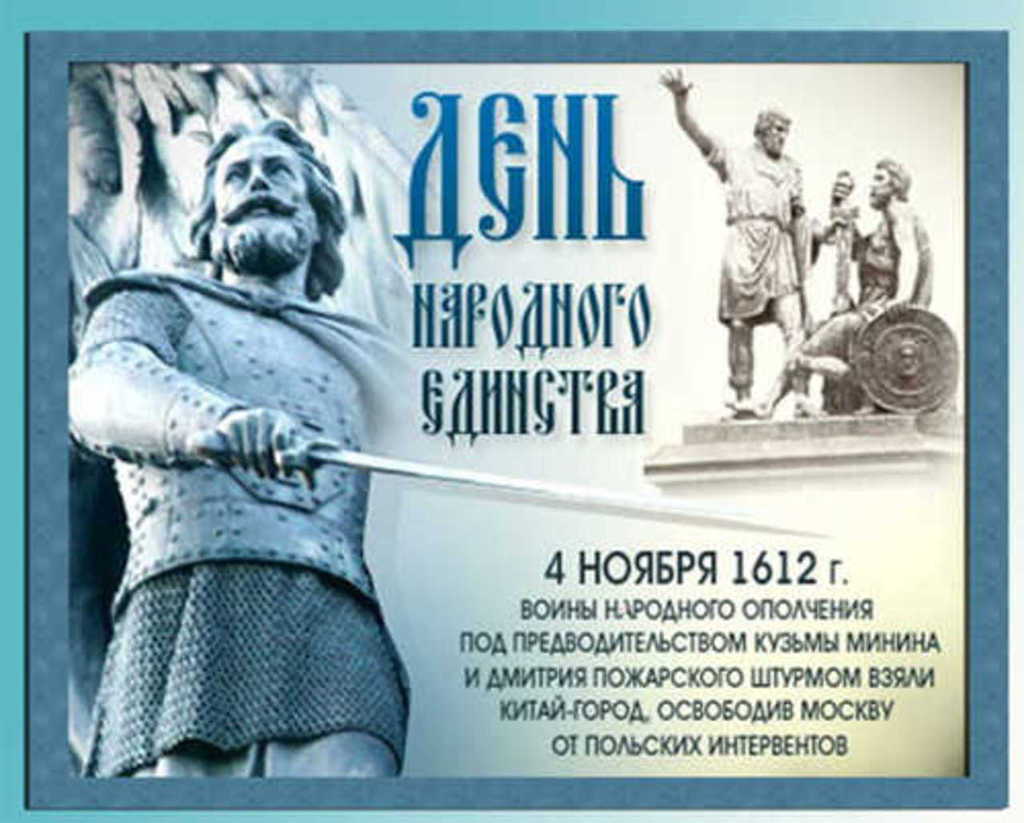 ДЕНЬ
НАРОДНОГО
ЕДИНСТВА
4 НОЯБРЯ 1612 г.
ВОИНЫ НАРОДНОГО ОПОЛЧЕНИЯ
ПОД ПРЕДВОДИТЕЛЬСТВОМ КУЗЬМЫ МИНИНА
И ДМИТРИЯ ПОЖАРСКОГО ШТУРМОМ ВЗЯЛИ
КИТАЙ-ГОРОД, ОСВОБОДИВ МОСКВУ
ОТ ПОЛЬСКИХ ИНТЕРВЕНТОВ